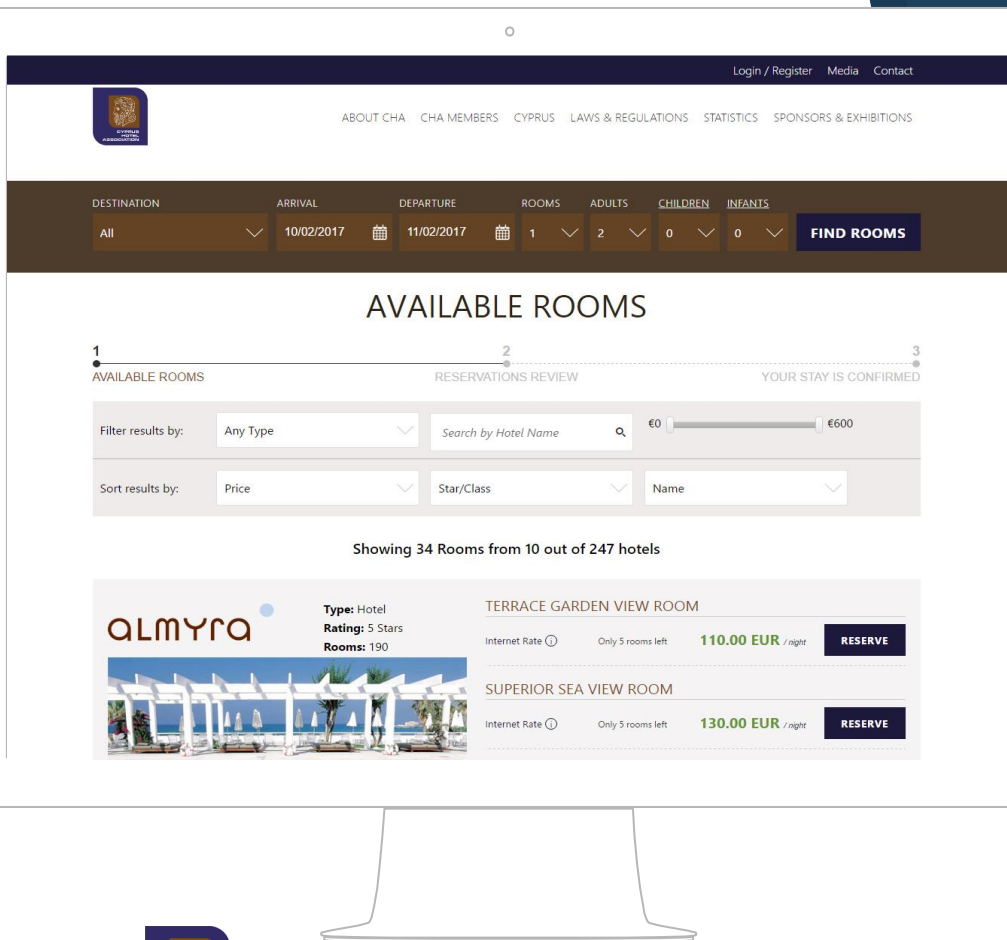 Login / Register Media Contact
CYPRUS
HOTEL
ASSOCIATION
ABOUT CHA CHA MEMBERS CYPRUS LAWS & REGULATIONS STATISTICS SPONSORS & EXHIBITIONS
DESTINATION ARRIVAL DEPARTURE ROOMS ADULTS CHILDREN INFANTS
All 10/02/2017 11/02/2017 1 2 0 0 FIND ROOMS
AVAILABLE ROOMS
1 2 3
AVAILABLE ROOMS RESERVATIONS REVIEW YOUR STAY IS CONFIRMED
Filter results by: Any Type Search by Hotel Name €0 €600
Sort results by: Price Star/Class Name
Showing 34 Rooms from 10 out of 247 hotels
almyra
Type: Hotel
Rating: 5 Stars
Rooms: 190
TERRACE GARDEN VIEW ROOM
Internet Rate Only 5 rooms left 110.00 EUR / night RESERVE
SUPERIOR SEA VIEW ROOM
Internet Rate Only 5 rooms left 130.00 EUR / night RESERVE